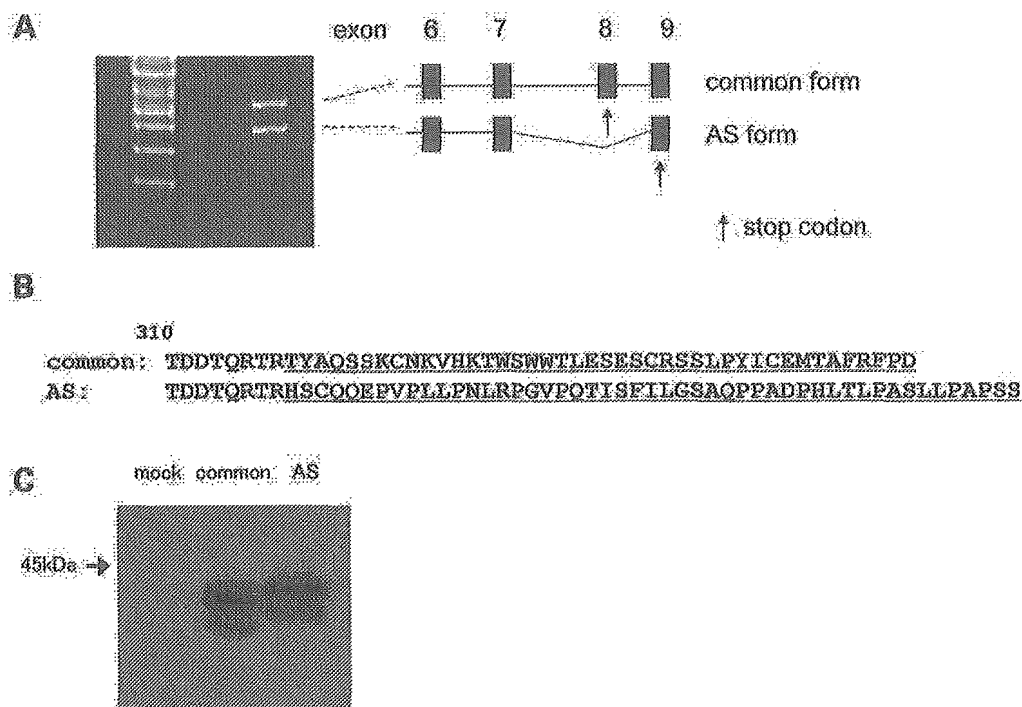 A
exon 6 7 8 9
common form
AS form
↑ stop codon
B
310
common: TDDTQRTRTYAQSSKCNKVHKTWSWWTLESESCRSSLPYICEMTAFRFPD
AS: TDDTQRTRHSCQQEPVPLLPNLRPGVPQTISFILGSAQPPADPHLTLPASLLPAPSS
C
mock common AS
45kDa